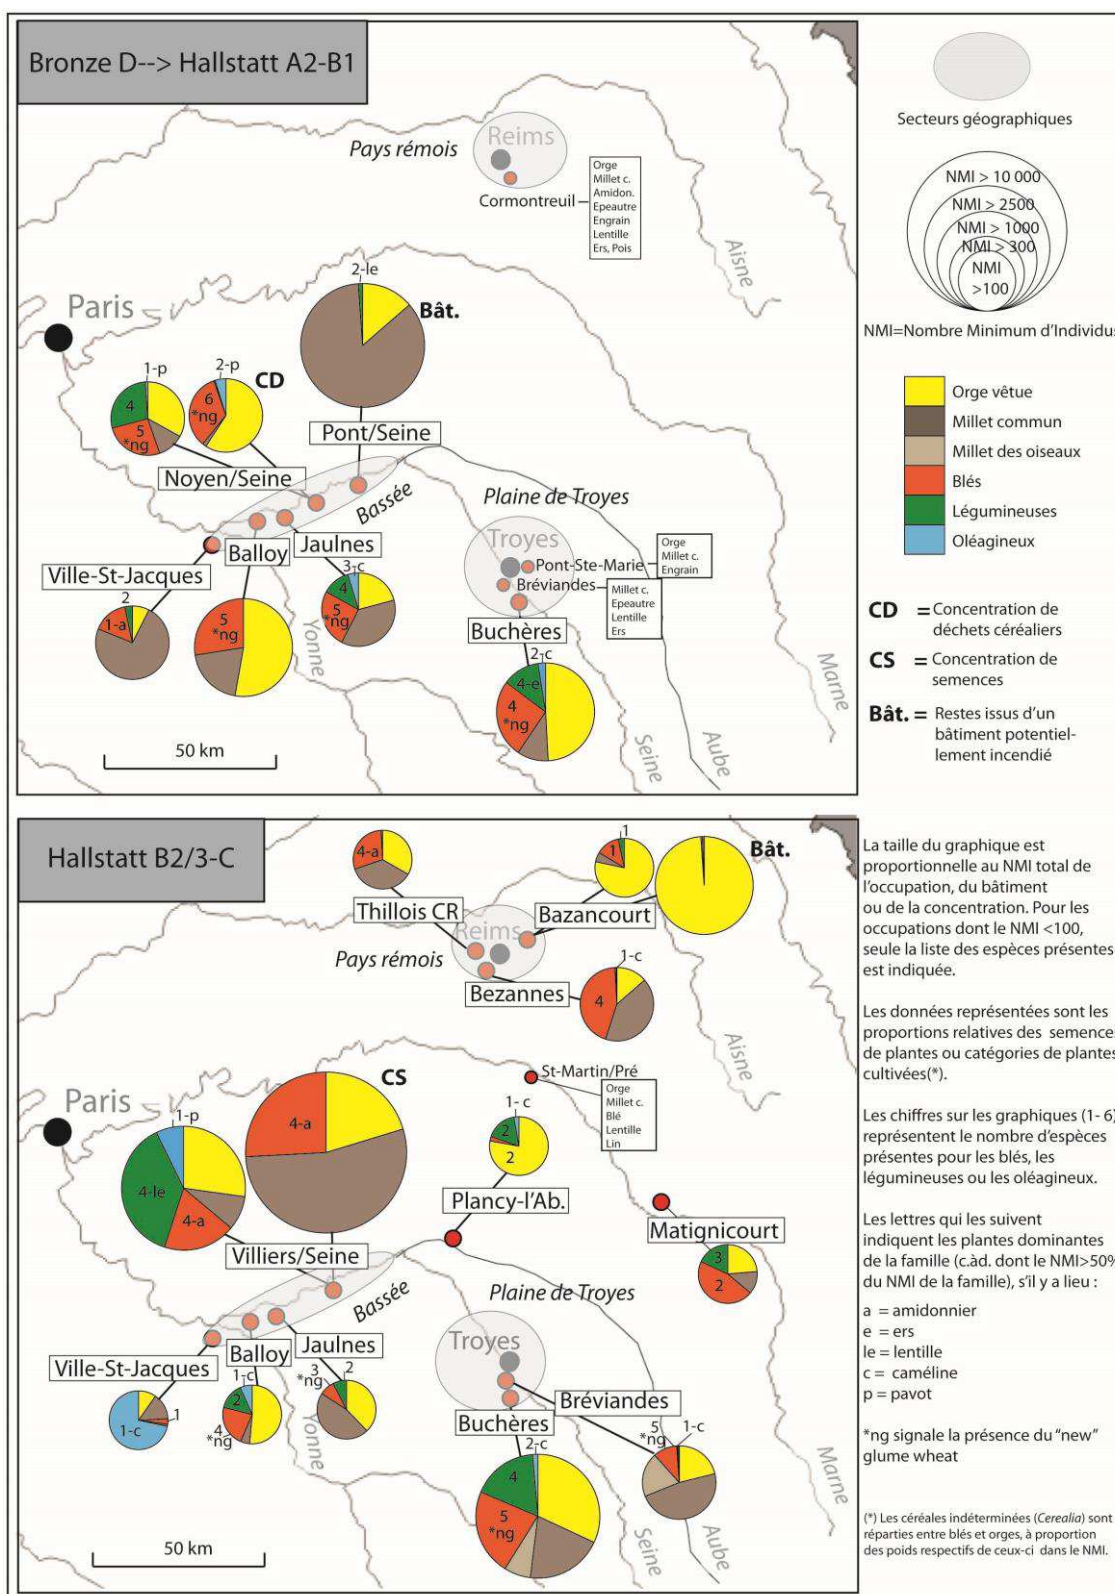 Bronze D--> Hallstatt A2-B1
Pays rémois
Reims
Cormontreuil
Orge
Millet c.
Amidon.
Epeautre
Engrain
Lentille
Ers, Pois
Aisne
Paris
2-le
Bât.
1-p
2-p
CD
4
5
*ng
6
*ng
Pont/Seine
Noyen/Seine
Bassée
Plaine de Troyes
Troyes
Pont-Ste-Marie
Orge
Millet c.
Engrain
Bréviandes
Millet c.
Epeautre
Lentille
Ers
Ville-St-Jacques
Balloy
Jaulnes
Buchères
2
1-a
5
*ng
3-c
4
5
*ng
2-c
4-e
4
*ng
Yonne
Seine
Aube
Marne
50 km
Secteurs géographiques
NMI > 10 000
NMI > 2500
NMI > 1000
NMI > 300
NMI
>100
NMI=Nombre Minimum d'Individus
Orge vêtue
Millet commun
Millet des oiseaux
Blés
Légumineuses
Oléagineux
CD = Concentration de
déchets céréaliers
CS = Concentration de
semences
Bât. = Restes issus d'un
bâtiment potentiel-
lement incendié
Hallstatt B2/3-C
4-a
1
1
Bât.
Thillois CR
Bazancourt
Reims
Pays rémois
Bezannes
1-c
4
Aisne
St-Martin/Pré
Orge
Millet c.
Blé
Lentille
Lin
Paris
CS
4-a
1-p
4-le
4-a
Villiers/Seine
1- c
2
2
Plancy-l'Ab.
Matignicourt
3
2
Bassée
Plaine de Troyes
Troyes
Ville-St-Jacques
Balloy
Jaulnes
Bréviandes
Buchères
1-c
1
1-c
2
4
*ng
3
*ng
2
2-c
4
5
*ng
5
*ng
1-c
Yonne
Seine
Aube
Marne
50 km
La taille du graphique est
proportionnelle au NMI total de
l'occupation, du bâtiment
ou de la concentration. Pour les
occupations dont le NMI <100,
seule la liste des espèces présentes
est indiquée.
Les données représentées sont les
proportions relatives des semences
de plantes ou catégories de plantes
cultivées(*).
Les chiffres sur les graphiques (1- 6)
représentent le nombre d'espèces
présentes pour les blés, les
légumineuses ou les oléagineux.
Les lettres qui les suivent
indiquent les plantes dominantes
de la famille (c.àd. dont le NMI>50%
du NMI de la famille), s'il y a lieu :
a = amidonnier
e = ers
le = lentille
c = caméline
p = pavot
*ng signale la présence du "new"
glume wheat
(*) Les céréales indéterminées (Cerealia) sont
réparties entre blés et orges, à proportion
des poids respectifs de ceux-ci dans le NMI.